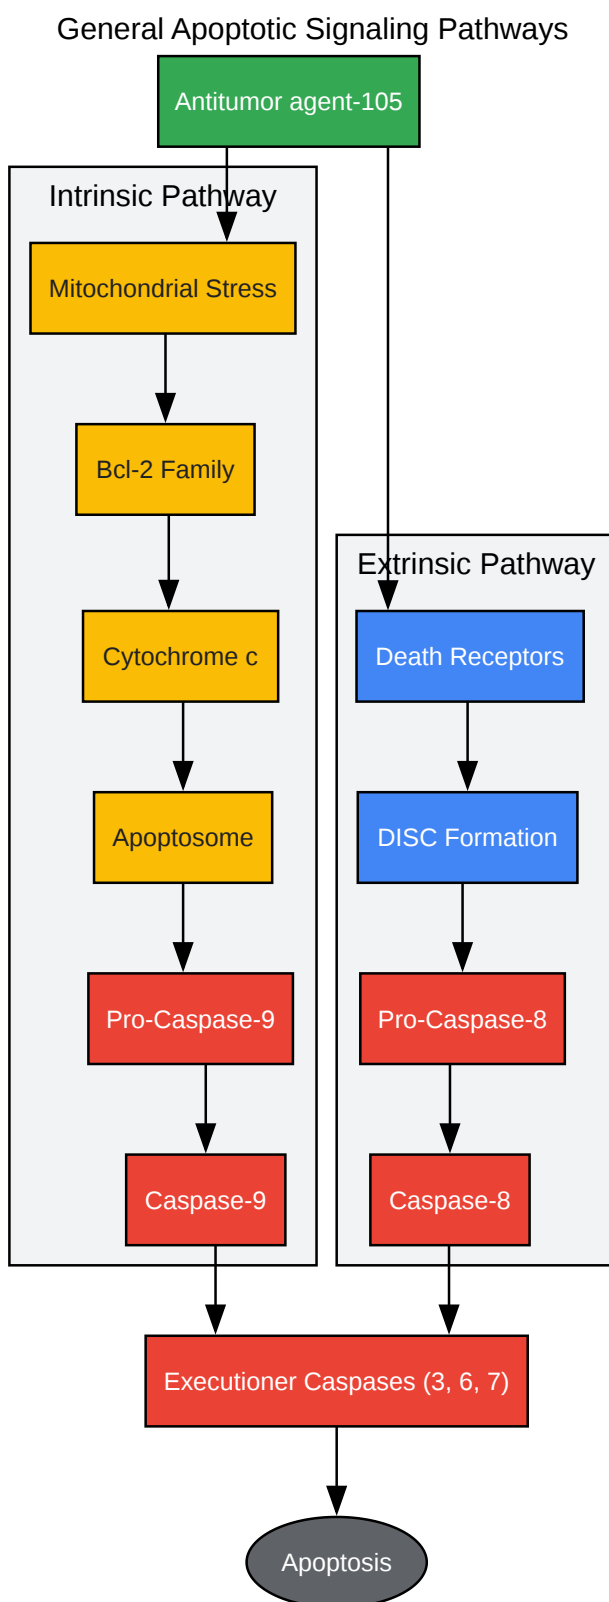 General Apoptotic Signaling Pathways
Antitumor agent-105
Intrinsic Pathway
Mitochondrial Stress
Bcl-2 Family
Cytochrome c
Apoptosome
Pro-Caspase-9
Caspase-9
Extrinsic Pathway
Death Receptors
DISC Formation
Pro-Caspase-8
Caspase-8
Executioner Caspases (3, 6, 7)
Apoptosis